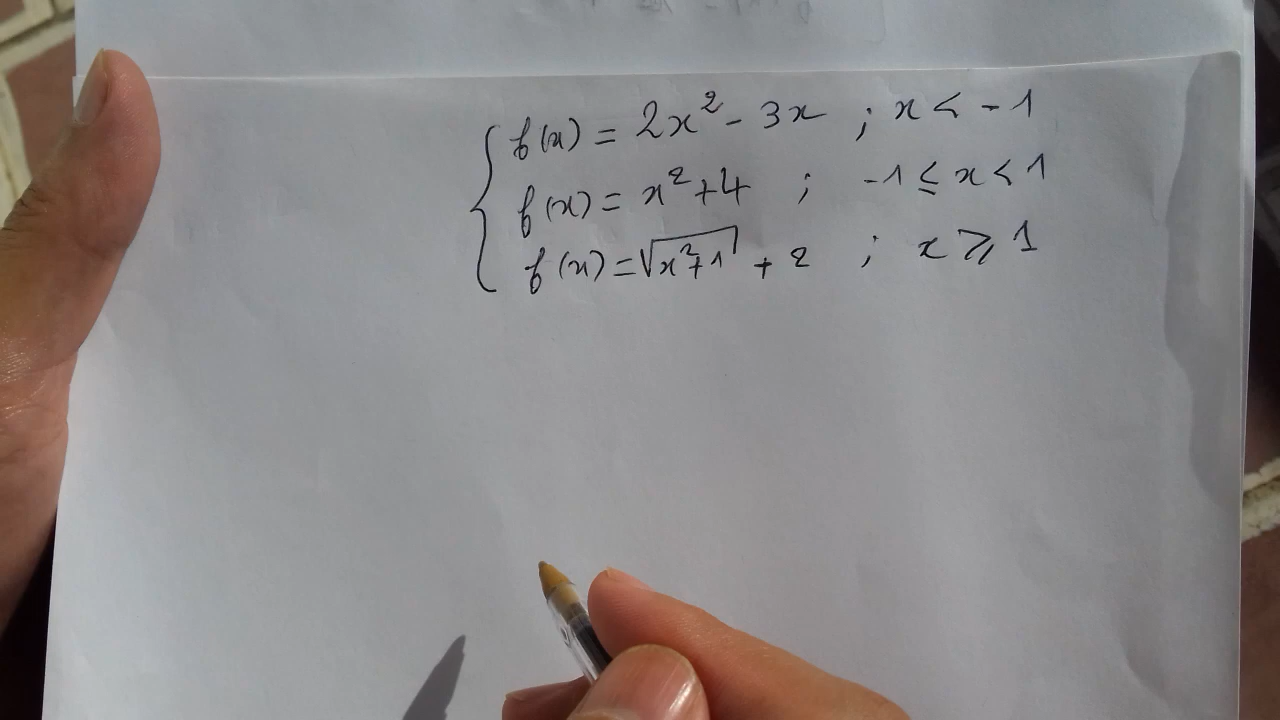 f(x) = 2x² - 3x ; x < -1
f(x) = x² + 4 ; -1 ≤ x < 1
f(x) = √(x² + 1) + 2 ; x ≥ 1